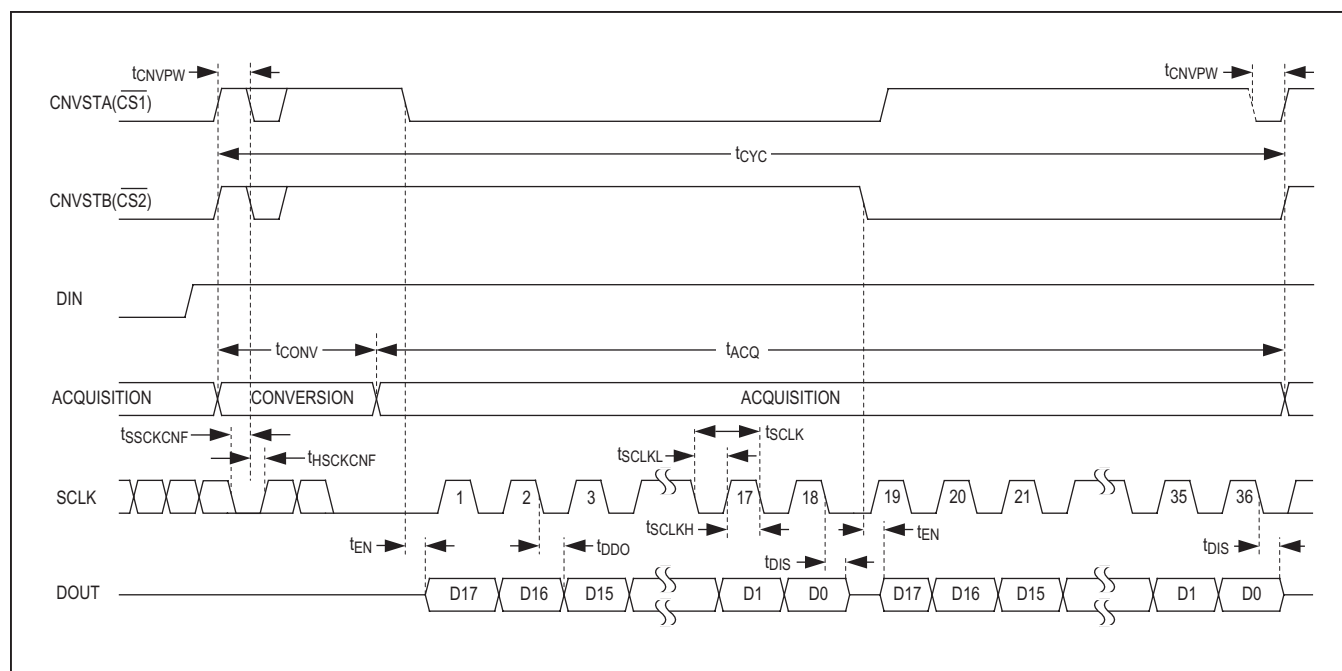 tCNVPW tCNVPW
CNVSTA(CS1)
tCYC
CNVSTB(CS2)
DIN
tCONV tACQ
ACQUISITION CONVERSION ACQUISITION
tSSCKCNF tSCLK
tHSCKCNF tSCLKL
SCLK 1 2 3 17 18 19 20 21 35 36
tSCLKH
tEN tDDO tDIS tEN tDIS
DOUT D17 D16 D15 D1 D0 D17 D16 D15 D1 D0